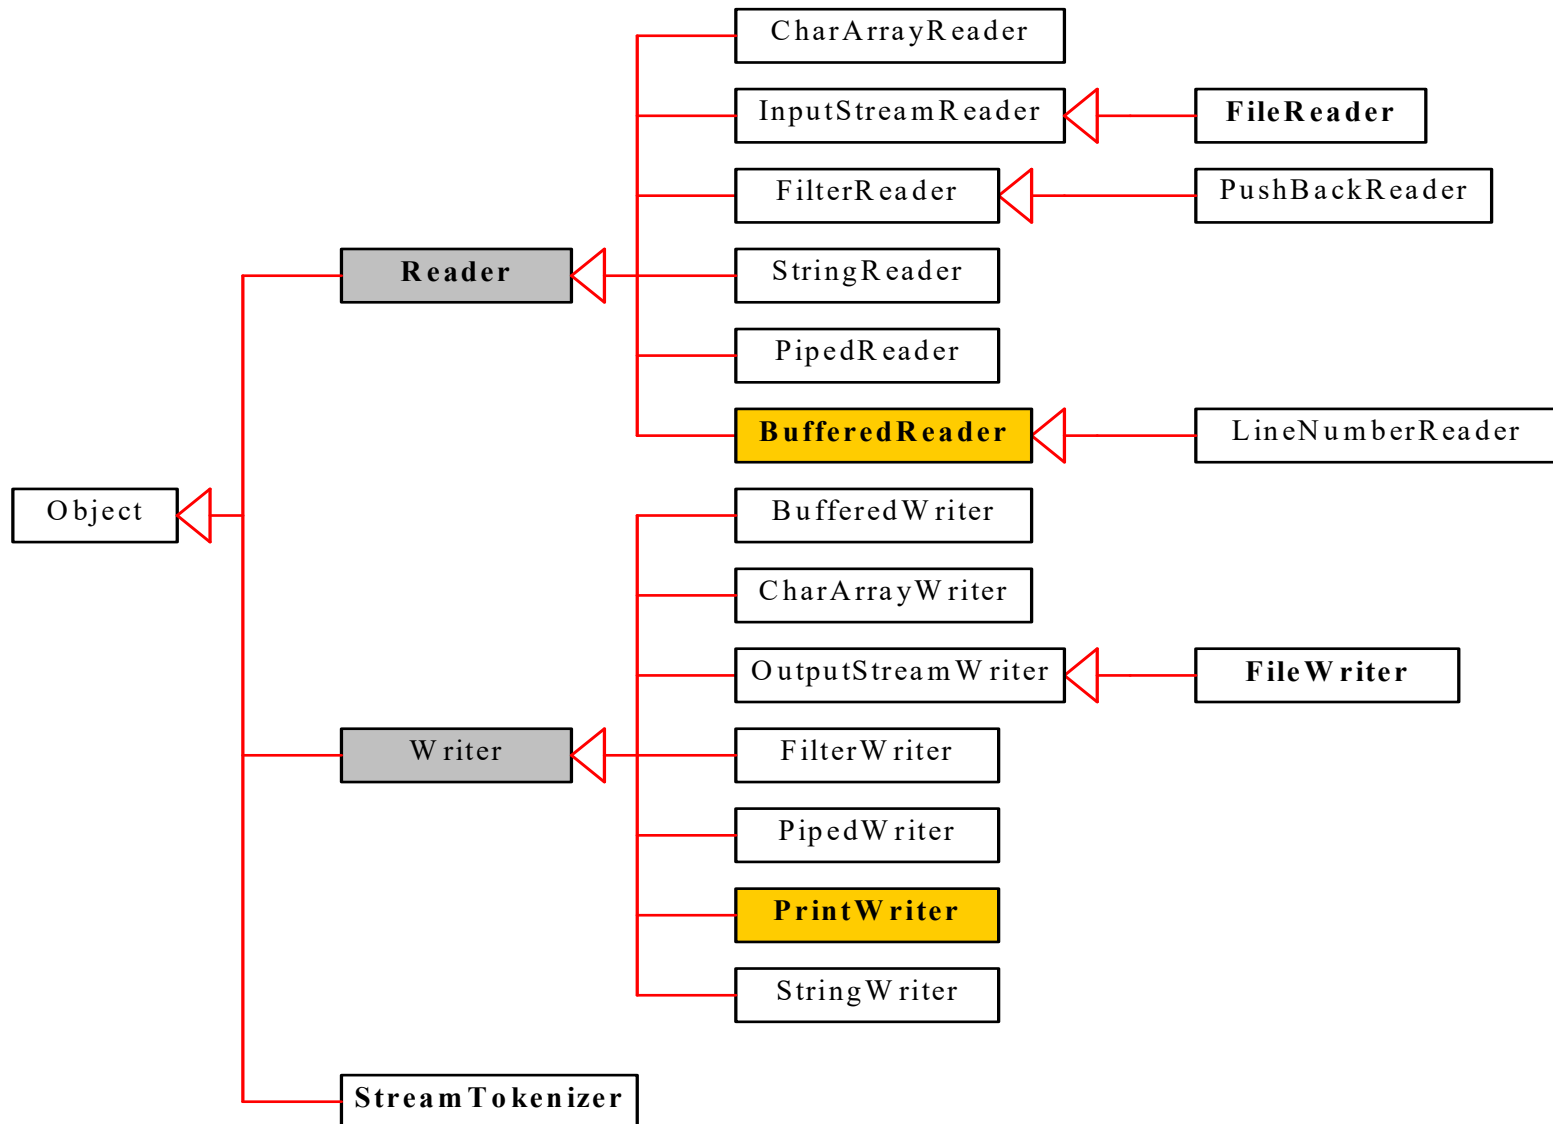 CharArrayReader
InputStreamReader
FileReader
FilterReader
PushBackReader
Reader
StringReader
PipedReader
BufferedReader
LineNumberReader
Object
BufferedWriter
CharArrayWriter
OutputStreamWriter
FileWriter
Writer
FilterWriter
PipedWriter
PrintWriter
StringWriter
StreamTokenizer